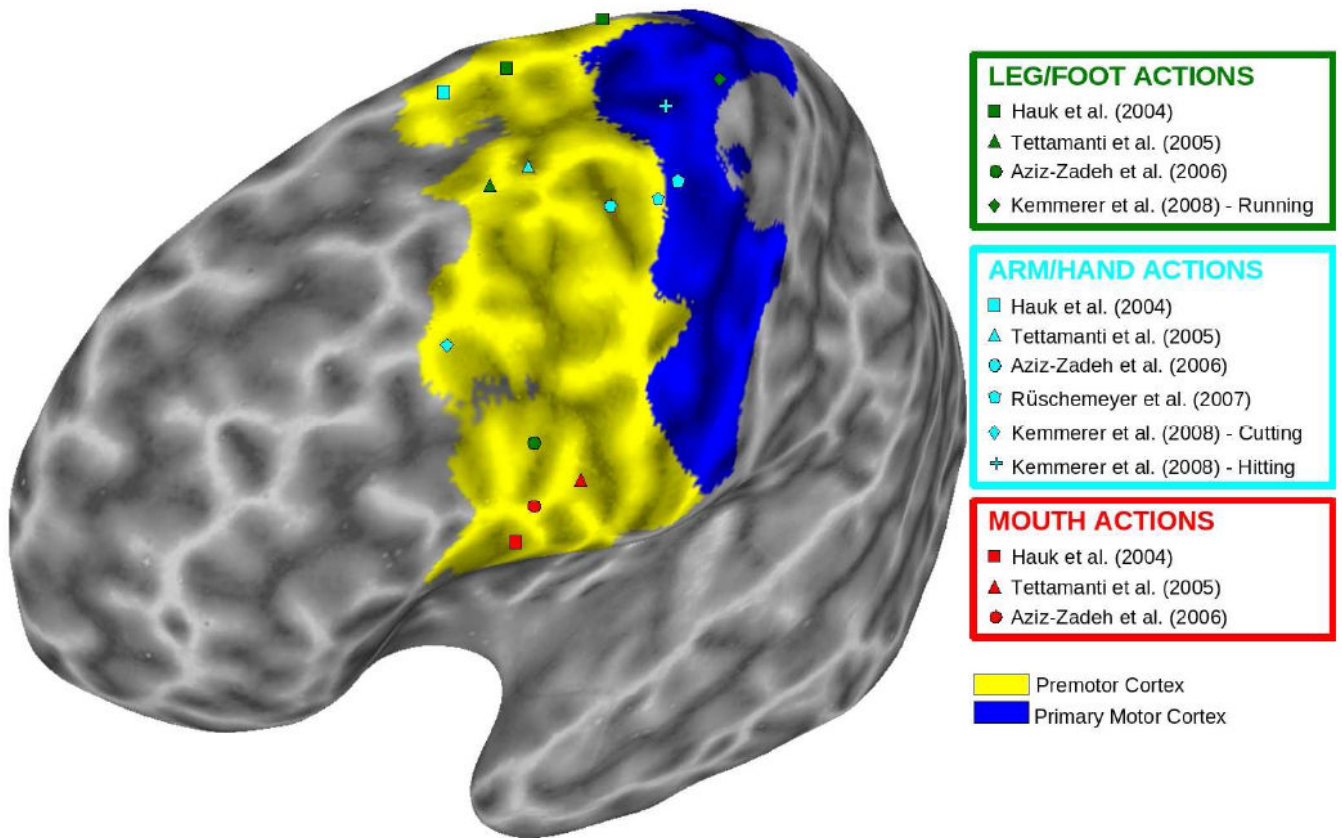 LEG/FOOT ACTIONS
Hauk et al. (2004)
Tettamanti et al. (2005)
Aziz-Zadeh et al. (2006)
Kemmerer et al. (2008) - Running
ARM/HAND ACTIONS
Hauk et al. (2004)
Tettamanti et al. (2005)
Aziz-Zadeh et al. (2006)
Rüschemeyer et al. (2007)
Kemmerer et al. (2008) - Cutting
Kemmerer et al. (2008) - Hitting
MOUTH ACTIONS
Hauk et al. (2004)
Tettamanti et al. (2005)
Aziz-Zadeh et al. (2006)
Premotor Cortex
Primary Motor Cortex